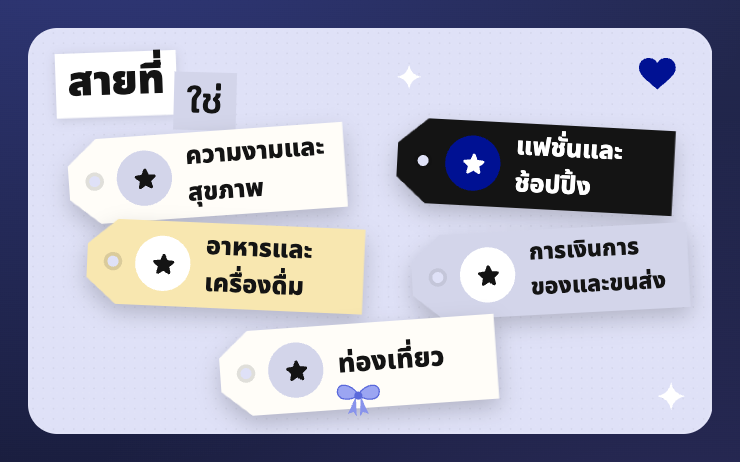 สายที่
ใช่
ความงามและ
สุขภาพ
แฟชั่นและ
ช้อปปิ้ง
อาหารและ
เครื่องดื่ม
การเงินการ
ของและขนส่ง
ท่องเที่ยว